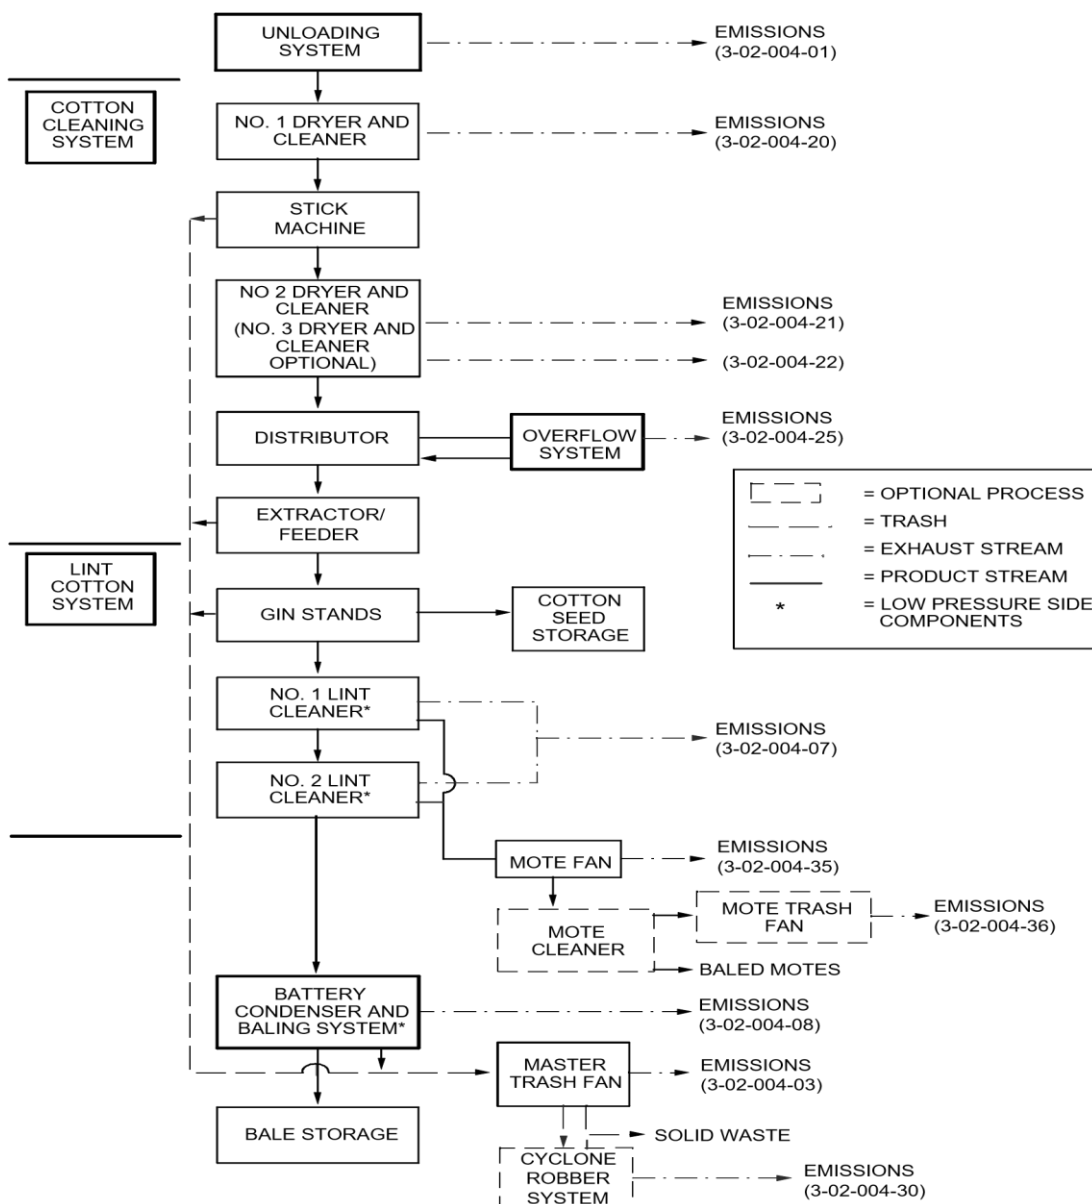 UNLOADING
SYSTEM
EMISSIONS
(3-02-004-01)
COTTON
CLEANING
SYSTEM
NO. 1 DRYER AND
CLEANER
EMISSIONS
(3-02-004-20)
STICK
MACHINE
NO 2 DRYER AND
CLEANER
(NO. 3 DRYER AND
CLEANER
OPTIONAL)
EMISSIONS
(3-02-004-21)
(3-02-004-22)
DISTRIBUTOR
OVERFLOW
SYSTEM
EMISSIONS
(3-02-004-25)
= OPTIONAL PROCESS
= TRASH
= EXHAUST STREAM
= PRODUCT STREAM
* = LOW PRESSURE SIDE
COMPONENTS
EXTRACTOR/
FEEDER
LINT
COTTON
SYSTEM
GIN STANDS
COTTON
SEED
STORAGE
NO. 1 LINT
CLEANER*
EMISSIONS
(3-02-004-07)
NO. 2 LINT
CLEANER*
MOTE FAN
EMISSIONS
(3-02-004-35)
MOTE
CLEANER
MOTE TRASH
FAN
EMISSIONS
(3-02-004-36)
BALED MOTES
BATTERY
CONDENSER AND
BALING SYSTEM*
EMISSIONS
(3-02-004-08)
MASTER
TRASH FAN
EMISSIONS
(3-02-004-03)
BALE STORAGE
SOLID WASTE
CYCLONE
ROBBER
SYSTEM
EMISSIONS
(3-02-004-30)